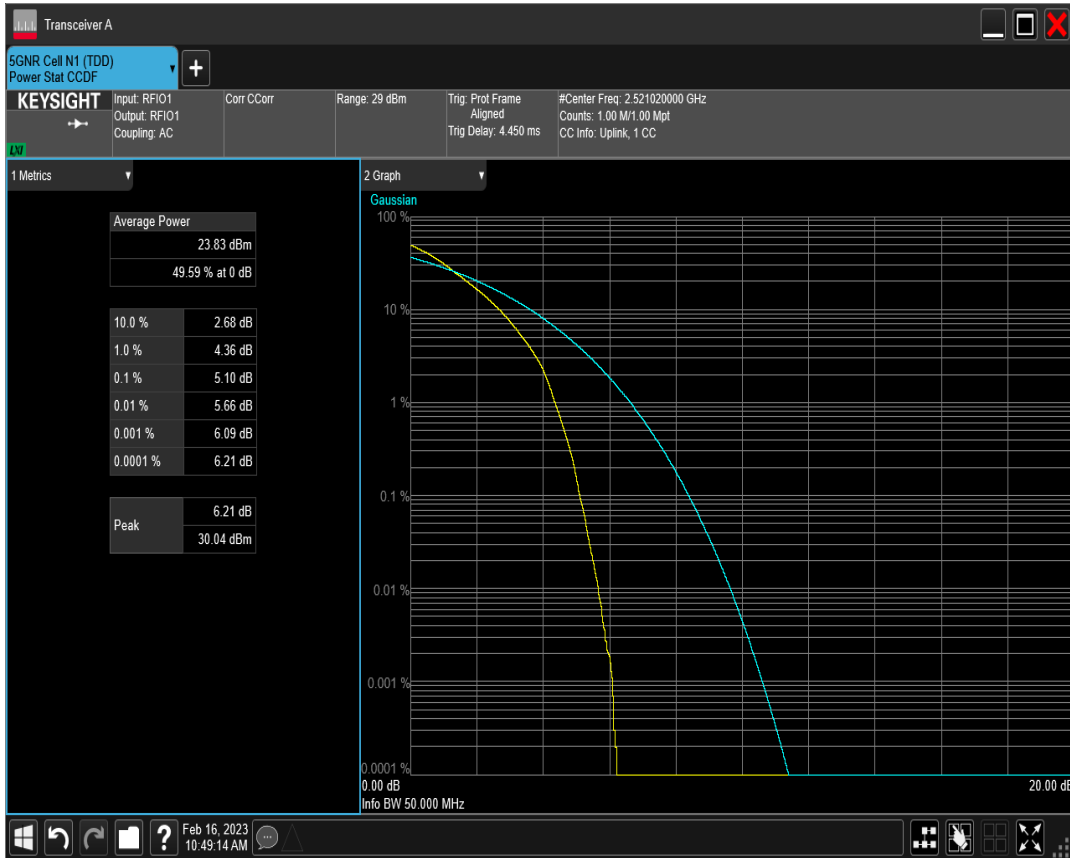 Transceiver A
5GNR Cell N1 (TDD)
Power Stat CCDF
KEYSIGHT
LXI
Input: RFIO1
Output: RFIO1
Coupling: AC
Corr CCorr
Range: 29 dBm
Trig: Prot Frame
Aligned
Trig Delay: 4.450 ms
#Center Freq: 2.521020000 GHz
Counts: 1.00 M/1.00 Mpt
CC Info: Uplink, 1 CC
1 Metrics
Average Power
23.83 dBm
49.59 % at 0 dB
10.0 % 2.68 dB
1.0 % 4.36 dB
0.1 % 5.10 dB
0.01 % 5.66 dB
0.001 % 6.09 dB
0.0001 % 6.21 dB
Peak
6.21 dB
30.04 dBm
2 Graph
Gaussian
100 %
10 %
1 %
0.1 %
0.01 %
0.001 %
0.0001 %
0.00 dB
20.00 dB
Info BW 50.000 MHz
Feb 16, 2023
10:49:14 AM